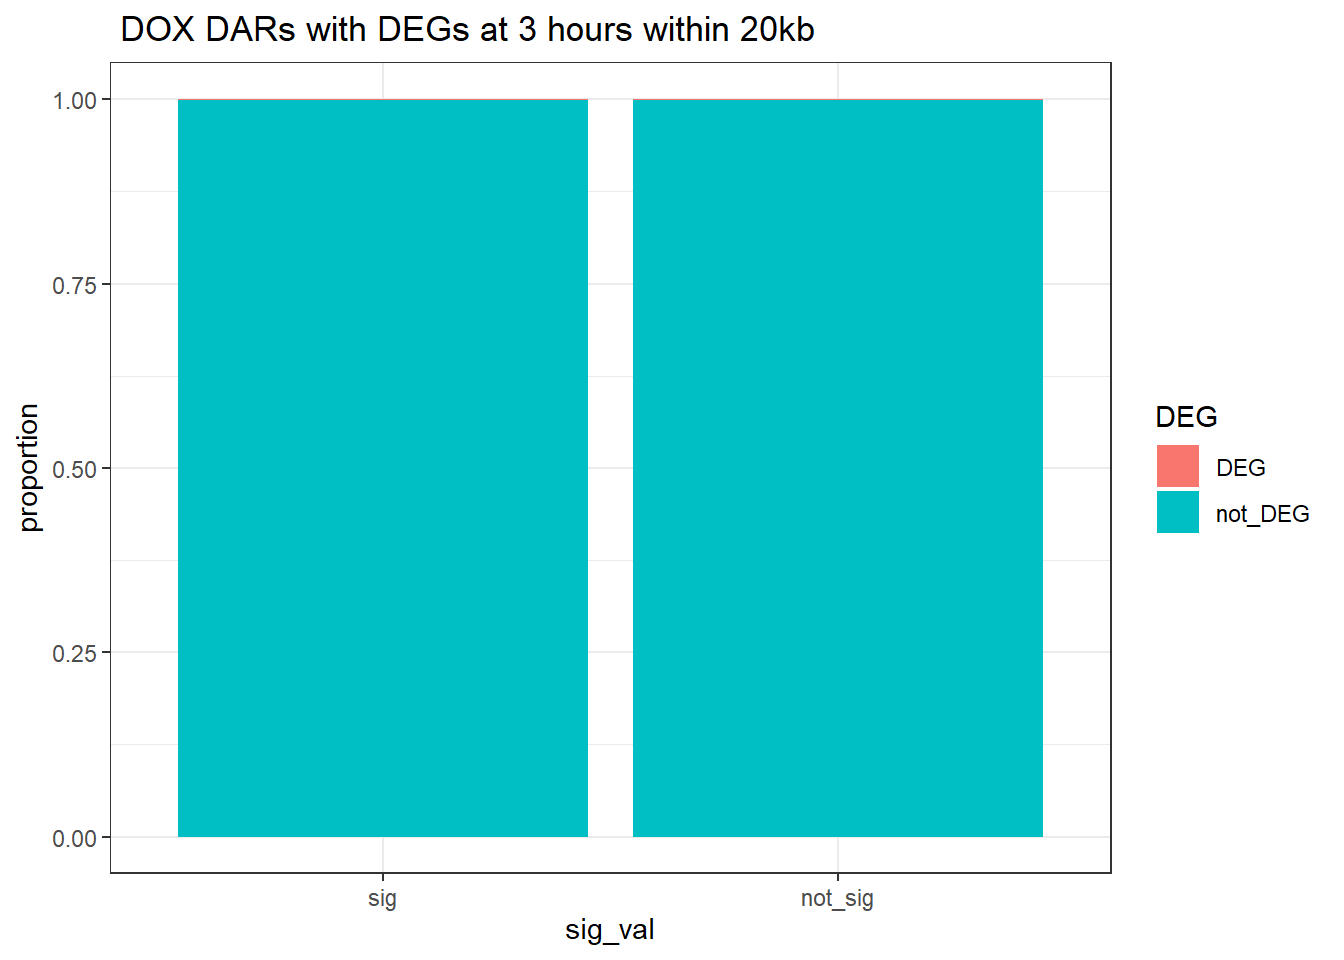 DOX DARs with DEGs at 3 hours within 20kb
1.00
0.75
0.50
0.25
0.00
proportion
sig
not_sig
sig_val
DEG
DEG
not_DEG